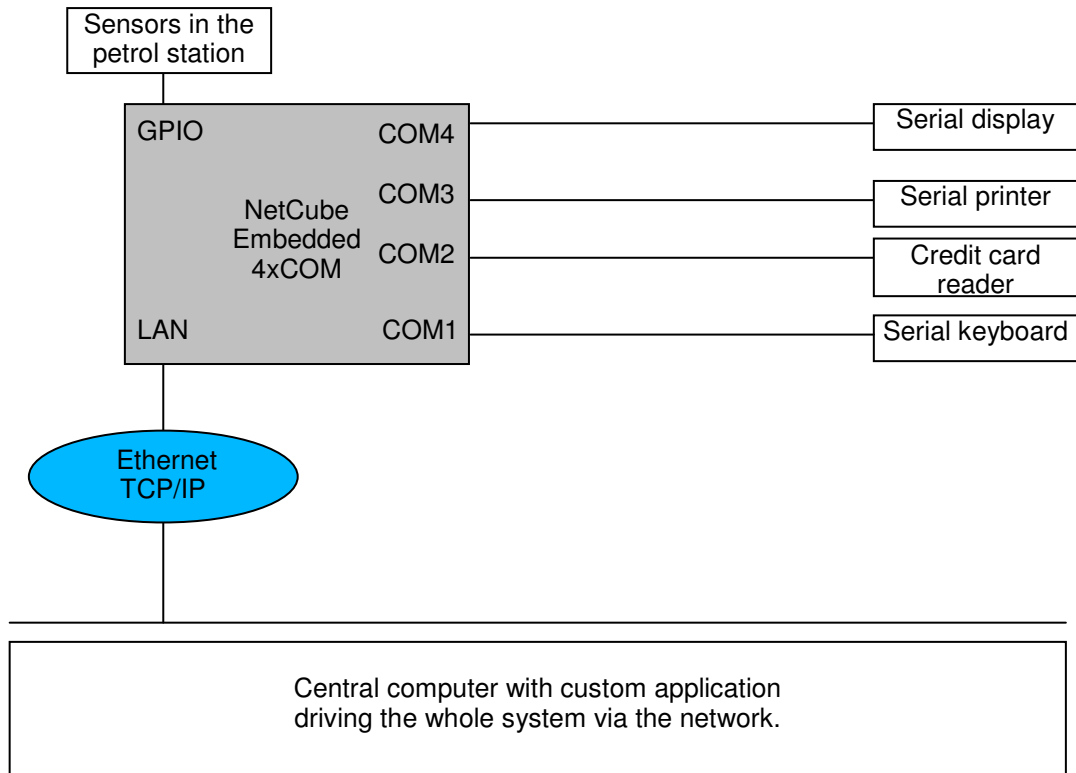 Sensors in the
petrol station
GPIO
COM4
Serial display
COM3
Serial printer
NetCube
Embedded
4xCOM
COM2
Credit card
reader
LAN
COM1
Serial keyboard
Ethernet
TCP/IP
Central computer with custom application
driving the whole system via the network.